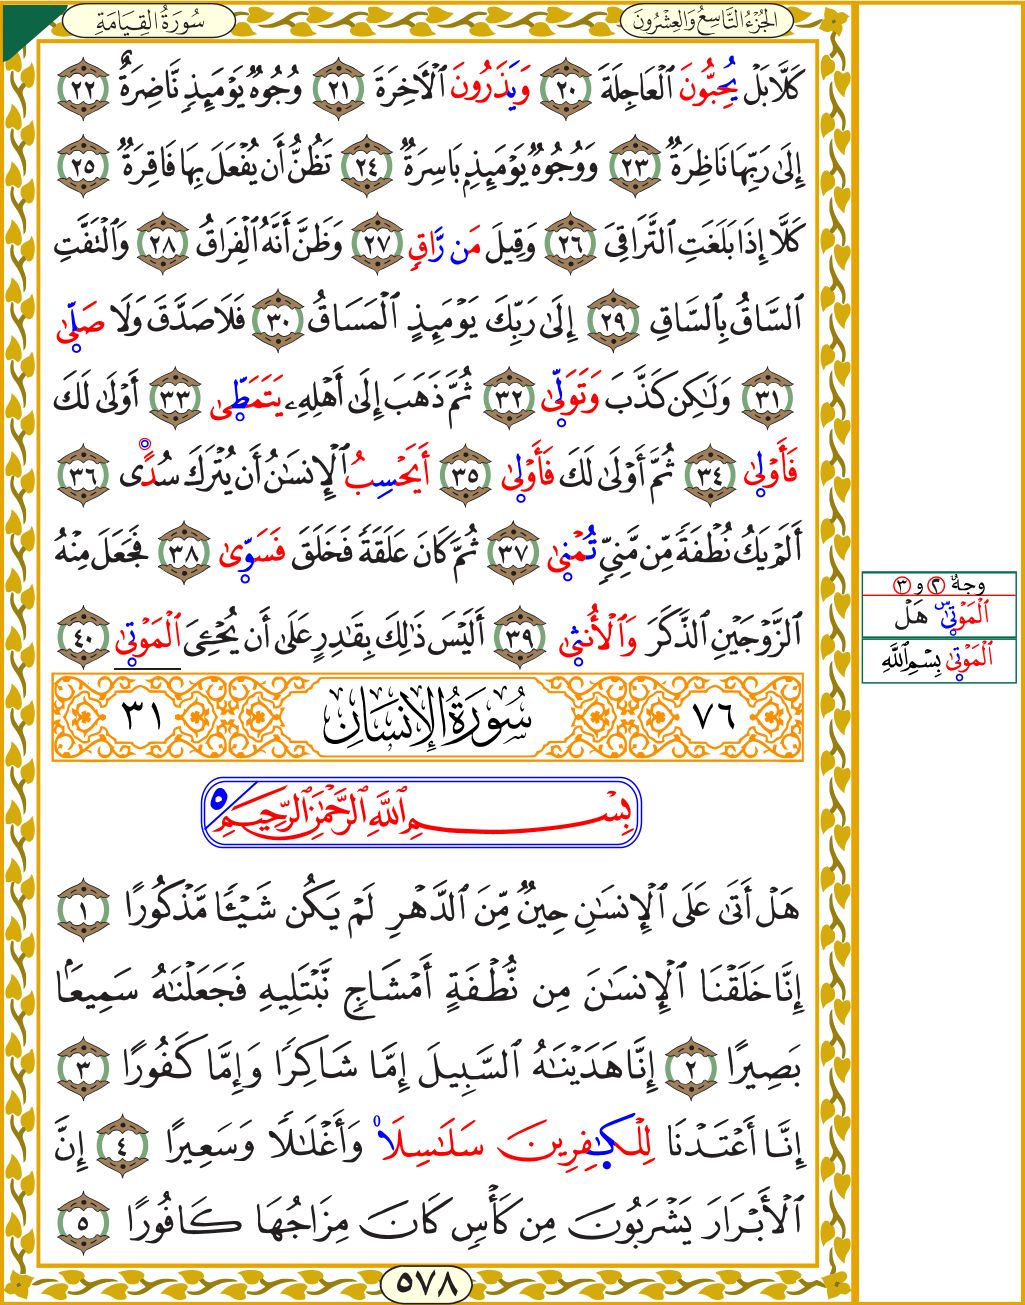 الجُزْءُ التَّاسِعُ وَالعِشْرُونَ
سُورَةُ القِيَامَةِ
كَلَّا بَلْ يُحِبُّونَ ٱلْعَاجِلَةَ ٢٠ وَيَذَرُونَ ٱلْأَخِرَةَ ٢١ وُجُوهٌ يَوْمَئِذٍ نَّاضِرَةٌ ٢٢
إِلَىٰ رَبِّهَا نَاظِرَةٌ ٢٣ وَوُجُوهٌ يَوْمَئِذٍ بَاسِرَةٌ ٢٤ تَظُنُّ أَن يُفْعَلَ بِهَا فَاقِرَةٌ ٢٥
كَلَّا إِذَا بَلَغَتِ ٱلتَّرَاقِىَ ٢٦ وَقِيلَ مَن رَّاقٍ ٢٧ وَظَنَّ أَنَّهُ ٱلْفِرَاقُ ٢٨ وَٱلْتَفَّتِ
ٱلسَّاقُ بِٱلسَّاقِ ٢٩ إِلَىٰ رَبِّكَ يَوْمَئِذٍ ٱلْمَسَاقُ ٣٠ فَلَا صَدَّقَ وَلَا صَلَّىٰ
٣١ وَلَٰكِن كَذَّبَ وَتَوَلَّىٰ ٣٢ ثُمَّ ذَهَبَ إِلَىٰ أَهْلِهِۦ يَتَمَطَّىٰ ٣٣ أَوْلَىٰ لَكَ
فَأَوْلَىٰ ٣٤ ثُمَّ أَوْلَىٰ لَكَ فَأَوْلَىٰ ٣٥ أَيَحْسِبُ ٱلْإِنسَٰنُ أَن يُتْرَكَ سُدًى ٣٦
أَلَمْ يَكُ نُطْفَةً مِّن مَّنِىٍّ تُمْنَىٰ ٣٧ ثُمَّ كَانَ عَلَقَةً فَخَلَقَ فَسَوَّىٰ ٣٨ فَجَعَلَ مِنْهُ
ٱلزَّوْجَيْنِ ٱلذَّكَرَ وَٱلْأُنثَىٰ ٣٩ أَلَيْسَ ذَٰلِكَ بِقَٰدِرٍ عَلَىٰ أَن يُحْـِۧىَ ٱلْمَوْتَىٰ ٤٠
وجهٌ ٢ و ٣
ٱلْمَوْتَىٰ ۜ هَلْ
ٱلْمَوْتَىٰ بِسْمِ ٱللَّهِ
٧٦ سُورَةُ الإِنسَانِ ٣١
بِسْمِ ٱللَّهِ ٱلرَّحْمَٰنِ ٱلرَّحِيمِ ٥
هَلْ أَتَىٰ عَلَى ٱلْإِنسَٰنِ حِينٌ مِّنَ ٱلدَّهْرِ لَمْ يَكُن شَيْـًٔا مَّذْكُورًا ١
إِنَّا خَلَقْنَا ٱلْإِنسَٰنَ مِن نُّطْفَةٍ أَمْشَاجٍ نَّبْتَلِيهِ فَجَعَلْنَٰهُ سَمِيعًۢا
بَصِيرًا ٢ إِنَّا هَدَيْنَٰهُ ٱلسَّبِيلَ إِمَّا شَاكِرًا وَإِمَّا كَفُورًا ٣
إِنَّا أَعْتَدْنَا لِلْكَٰفِرِينَ سَلَٰسِلَا۠ وَأَغْلَٰلًا وَسَعِيرًا ٤ إِنَّ
ٱلْأَبْرَارَ يَشْرَبُونَ مِن كَأْسٍ كَانَ مِزَاجُهَا كَافُورًا ٥
٥٧٨